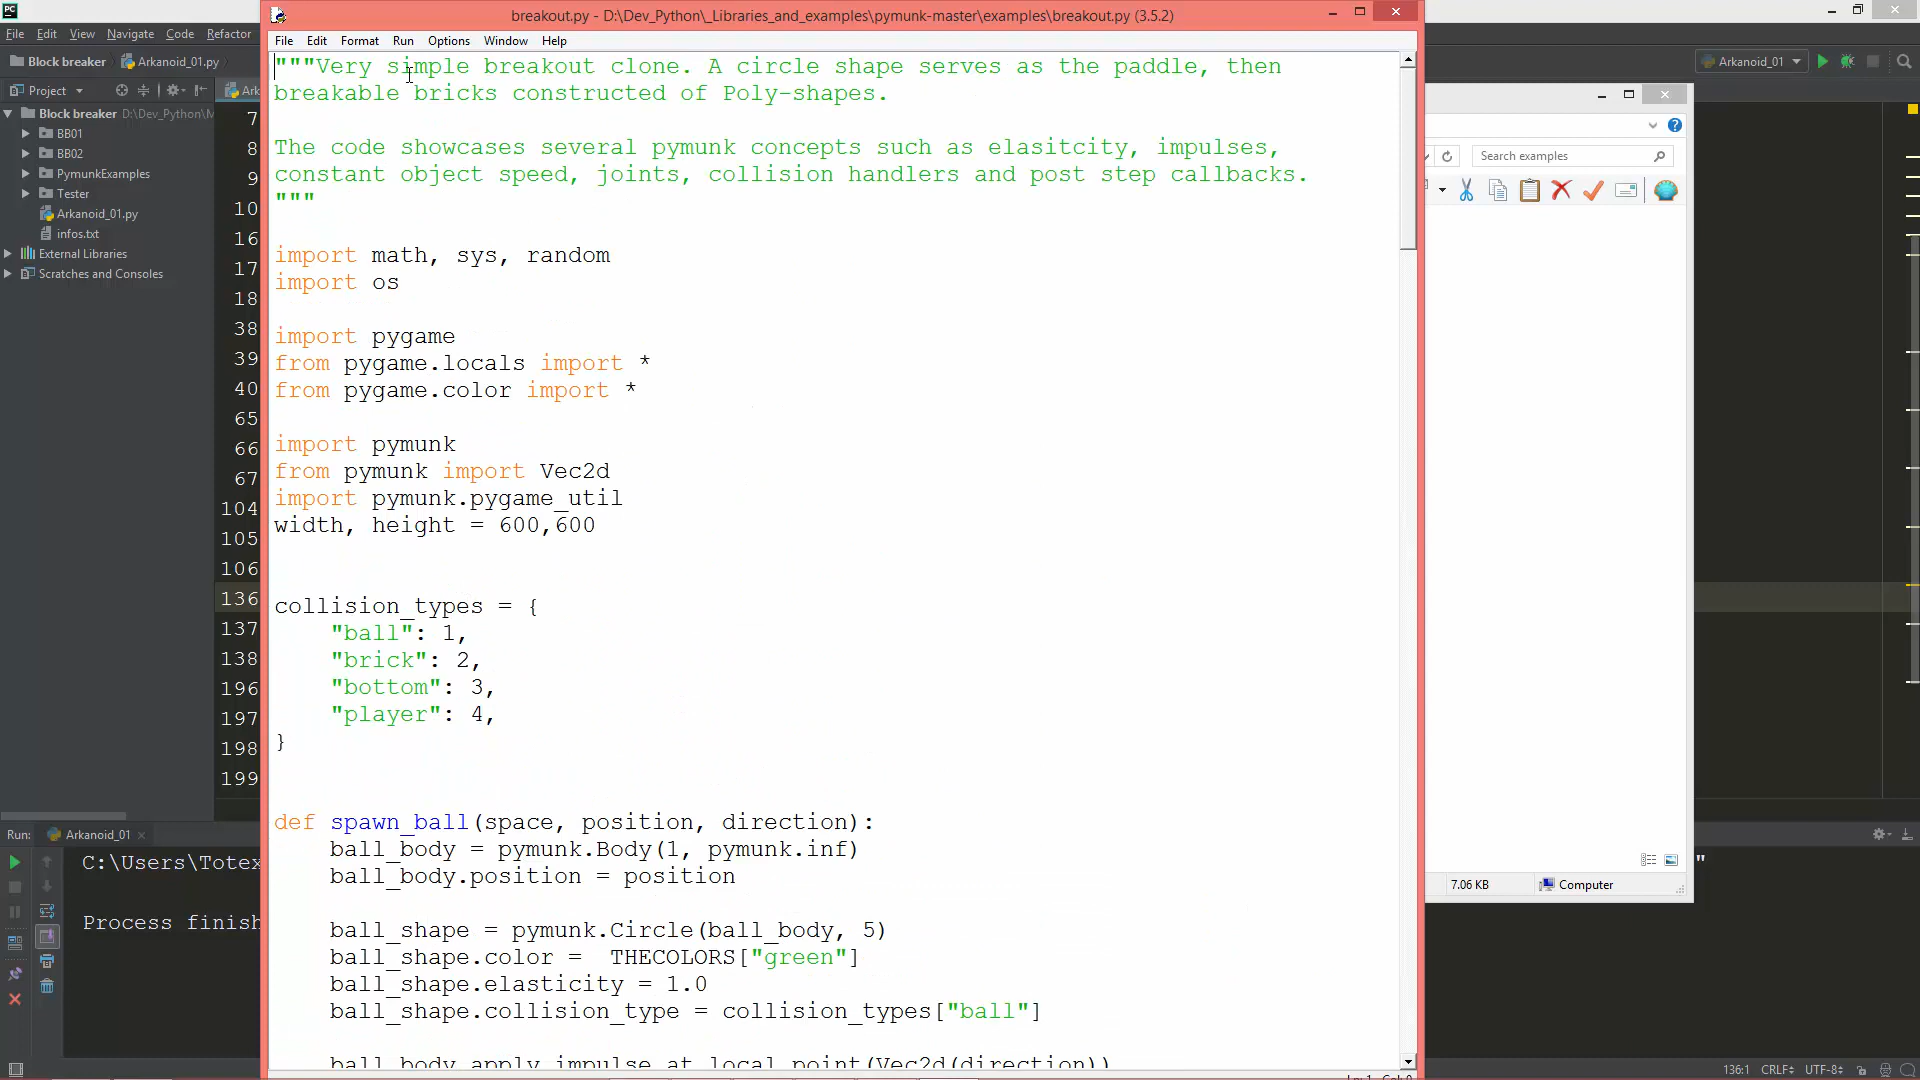 breakout.py - D:\Dev_Python\_Libraries_and_examples\pymunk-master\examples\breakout.py (3.5.2)
File Edit View Navigate Code Refactor
File Edit Format Run Options Window Help
Block breaker Arkanoid_01.py
Arkanoid_01
Project
Block breaker D:\Dev_Python\M
BB01
BB02
PymunkExamples
Tester
Arkanoid_01.py
infos.txt
External Libraries
Scratches and Consoles
7
8
9
10
16
17
18
38
39
40
65
66
67
104
105
106
136
137
138
196
197
198
199
"""Very simple breakout clone. A circle shape serves as the paddle, then
breakable bricks constructed of Poly-shapes.
The code showcases several pymunk concepts such as elasitcity, impulses,
constant object speed, joints, collision handlers and post step callbacks.
"""
import math, sys, random
import os
import pygame
from pygame.locals import *
from pygame.color import *
import pymunk
from pymunk import Vec2d
import pymunk.pygame_util
width, height = 600,600
collision_types = {
"ball": 1,
"brick": 2,
"bottom": 3,
"player": 4,
}
def spawn_ball(space, position, direction):
ball_body = pymunk.Body(1, pymunk.inf)
ball_body.position = position
ball_shape = pymunk.Circle(ball_body, 5)
ball_shape.color =  THECOLORS["green"]
ball_shape.elasticity = 1.0
ball_shape.collision_type = collision_types["ball"]
ball_body.apply_impulse_at_local_point(Vec2d(direction))
Search examples
7.06 KB Computer
Run: Arkanoid_01
C:\Users\Totex
"
Process finish
136:1 CRLF UTF-8